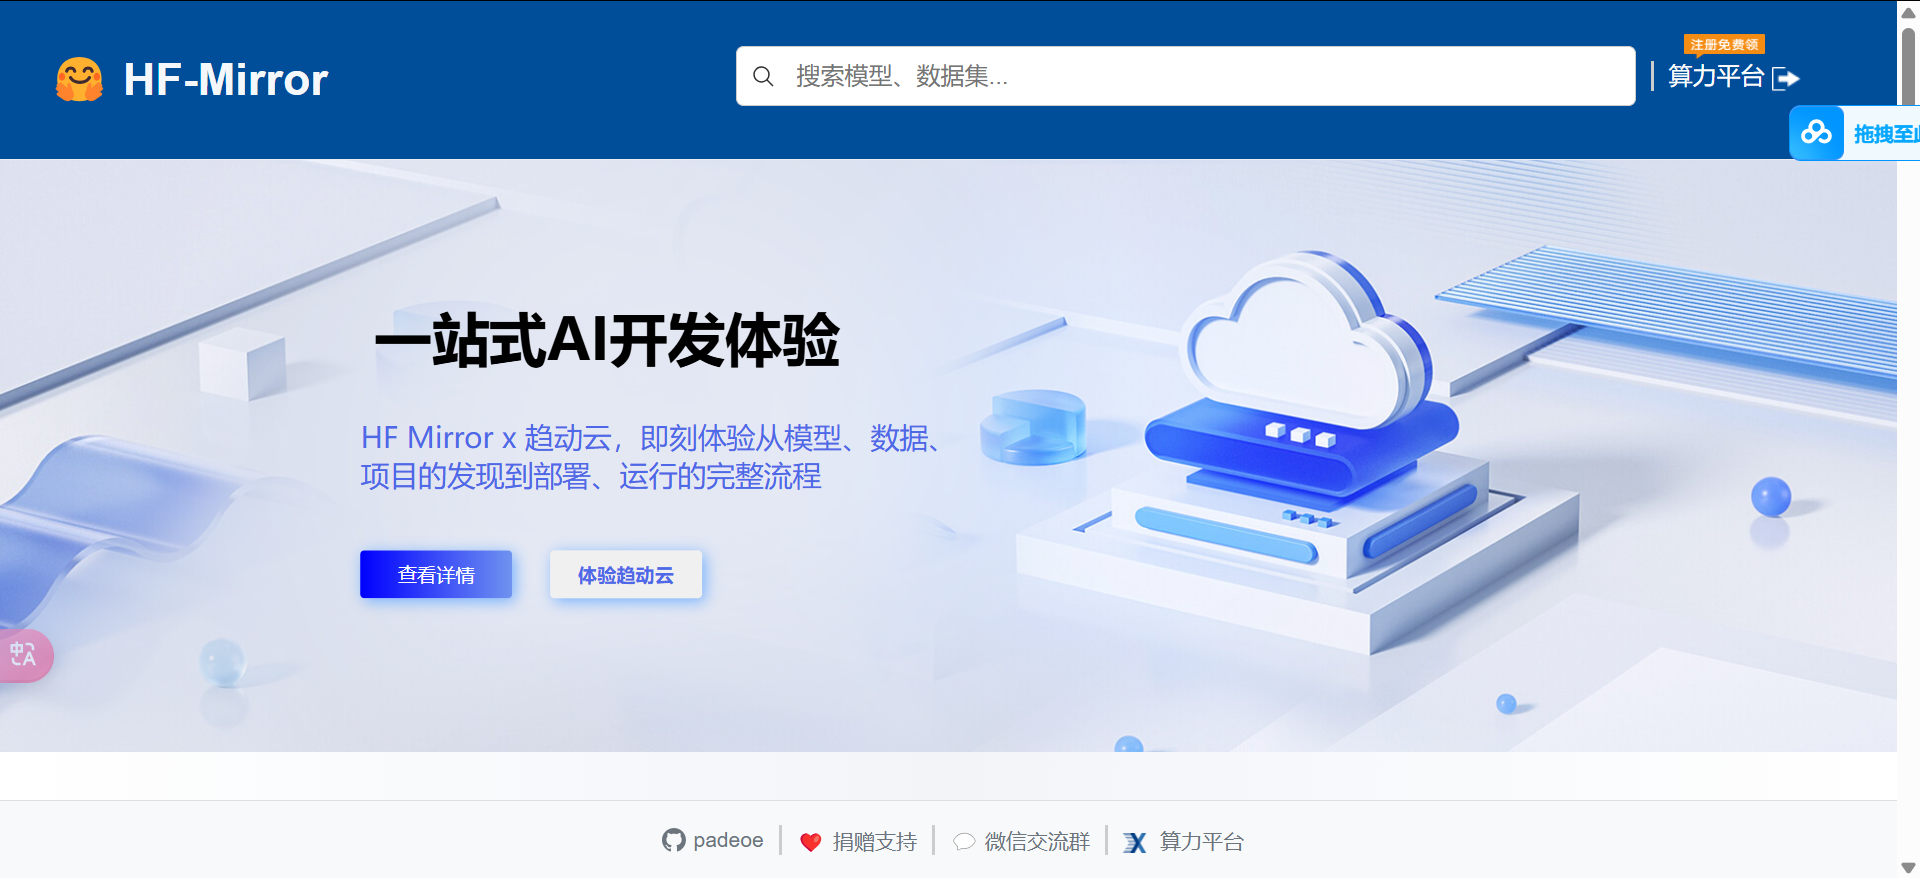 HF-Mirror
搜索模型、数据集...
注册免费领
算力平台
拖拽至
一站式AI开发体验
HF Mirror x 趋动云，即刻体验从模型、数据、
项目的发现到部署、运行的完整流程
查看详情
体验趋动云
中A
padeoe
捐赠支持
微信交流群
算力平台